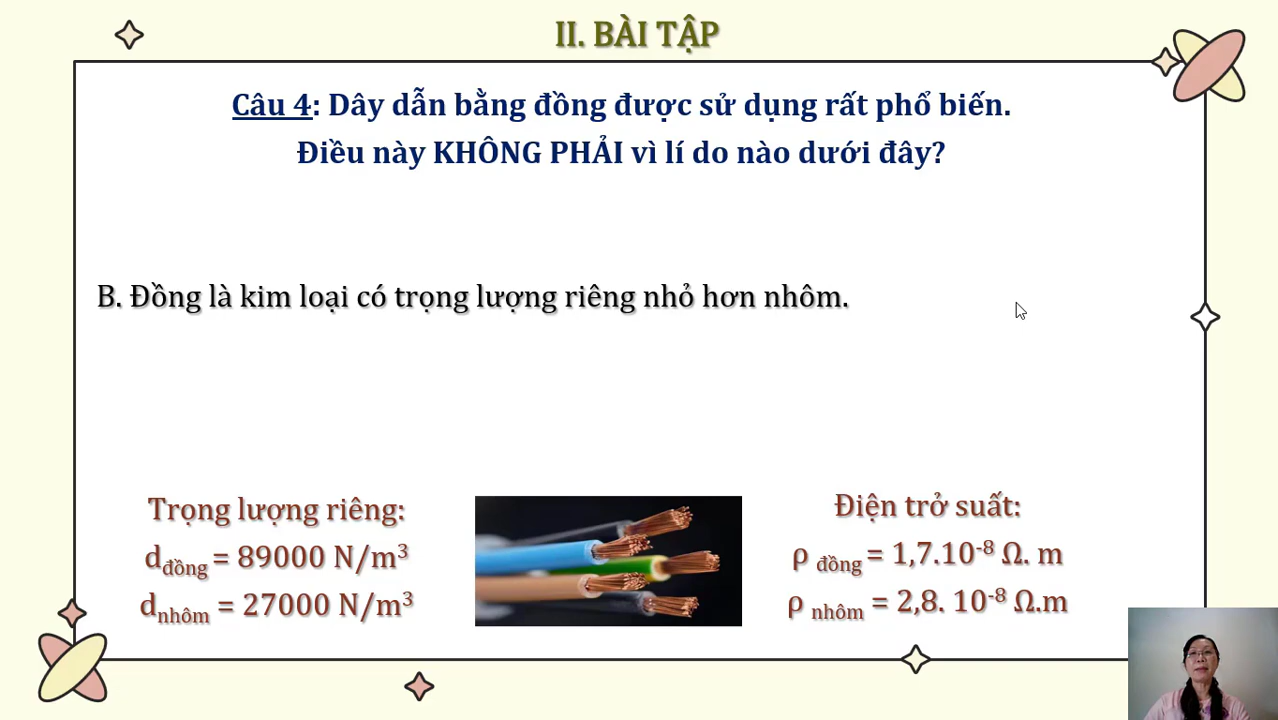 II. BÀI TẬP
Câu 4: Dây dẫn bằng đồng được sử dụng rất phổ biến.
Điều này KHÔNG PHẢI vì lí do nào dưới đây?
B. Đồng là kim loại có trọng lượng riêng nhỏ hơn nhôm.
Trọng lượng riêng:
dđồng = 89000 N/m³
dnhôm = 27000 N/m³
Điện trở suất:
ρ đồng = 1,7.10⁻⁸ Ω. m
ρ nhôm = 2,8. 10⁻⁸ Ω.m